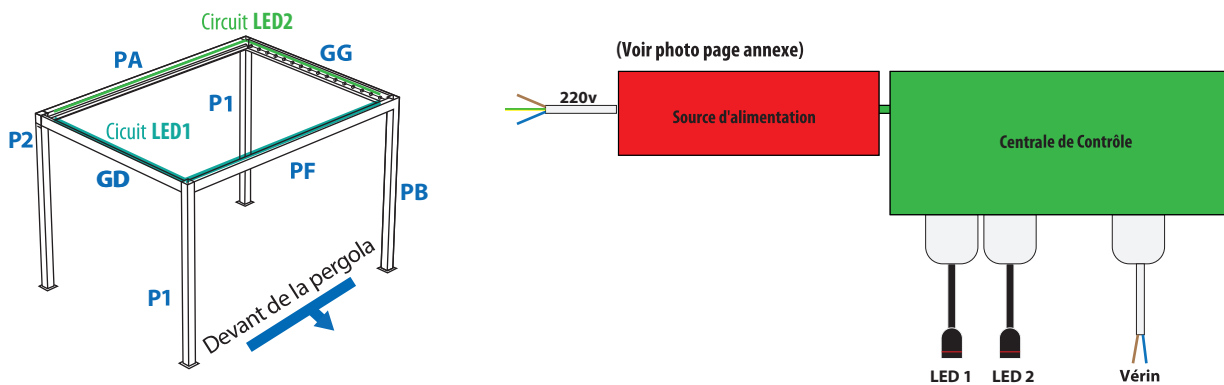 Circuit LED2
PA
GG
P1
P2
Cicuit LED1
GD
PF
PB
P1
Devant de la pergola
(Voir photo page annexe)
220v
Source d'alimentation
Centrale de Contrôle
LED 1
LED 2
Vérin